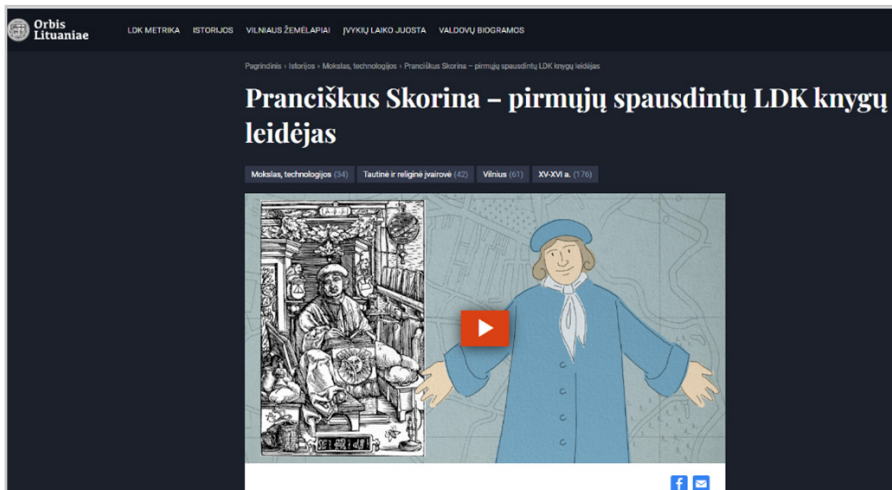 Orbis
Lituaniae
LDK METRIKA ISTORIJOS VILNIAUS ŽEMĖLAPIAI ĮVYKIŲ LAIKO JUOSTA VALDOVŲ BIOGRAMOS
Pagrindinis › Istorijos › Mokslas, technologijos › Pranciškus Skorina – pirmųjų spausdintų LDK knygų leidėjas
Pranciškus Skorina – pirmųjų spausdintų LDK knygų
leidėjas
Mokslas, technologijos (34) Tautinė ir religinė įvairovė (42) Vilnius (61) XV-XVI a. (176)